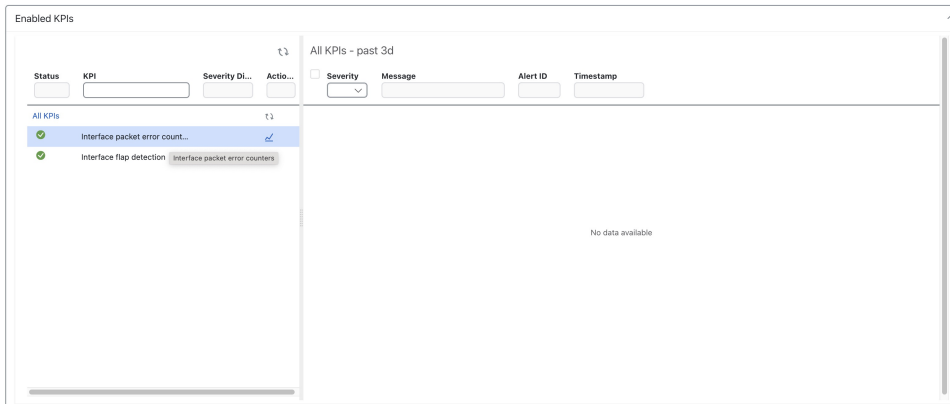 Enabled KPIs
All KPIs - past 3d
Status KPI Severity Di... Actio...
Severity Message Alert ID Timestamp
All KPIs
Interface packet error count...
Interface flap detection
Interface packet error counters
No data available